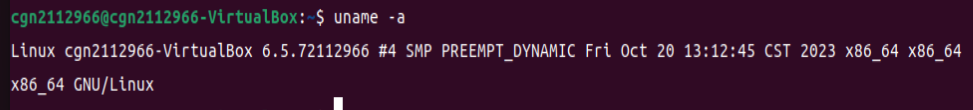 cgn2112966@cgn2112966-VirtualBox:~$ uname -a
Linux cgn2112966-VirtualBox 6.5.72112966 #4 SMP PREEMPT_DYNAMIC Fri Oct 20 13:12:45 CST 2023 x86_64 x86_64
x86_64 GNU/Linux